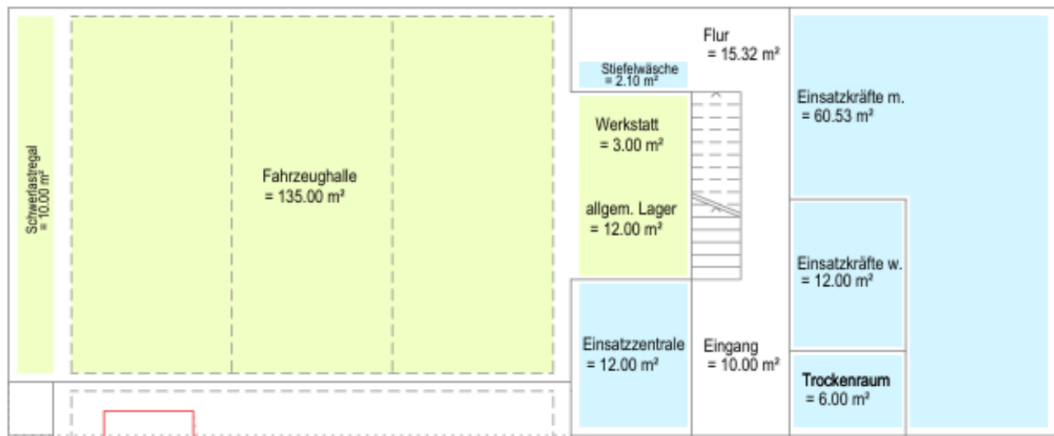 Schwerlastregal
= 10.00 m²
Fahrzeughalle
= 135.00 m²
Stiefelwäsche
= 2.10 m²
Werkstatt
= 3.00 m²
allgem. Lager
= 12.00 m²
Einsatzzentrale
= 12.00 m²
Flur
= 15.32 m²
Eingang
= 10.00 m²
Einsatzkräfte m.
= 60.53 m²
Einsatzkräfte w.
= 12.00 m²
Trockenraum
= 6.00 m²